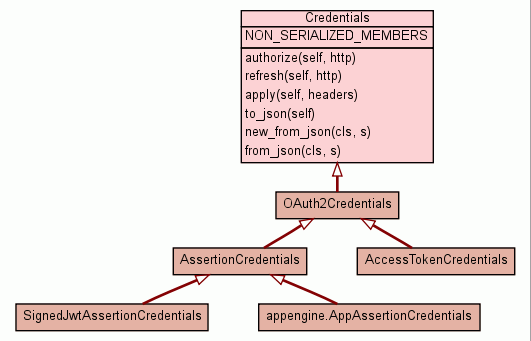 Credentials
NON_SERIALIZED_MEMBERS
authorize(self, http)
refresh(self, http)
apply(self, headers)
to_json(self)
new_from_json(cls, s)
from_json(cls, s)
OAuth2Credentials
AssertionCredentials
AccessTokenCredentials
SignedJwtAssertionCredentials
appengine.AppAssertionCredentials